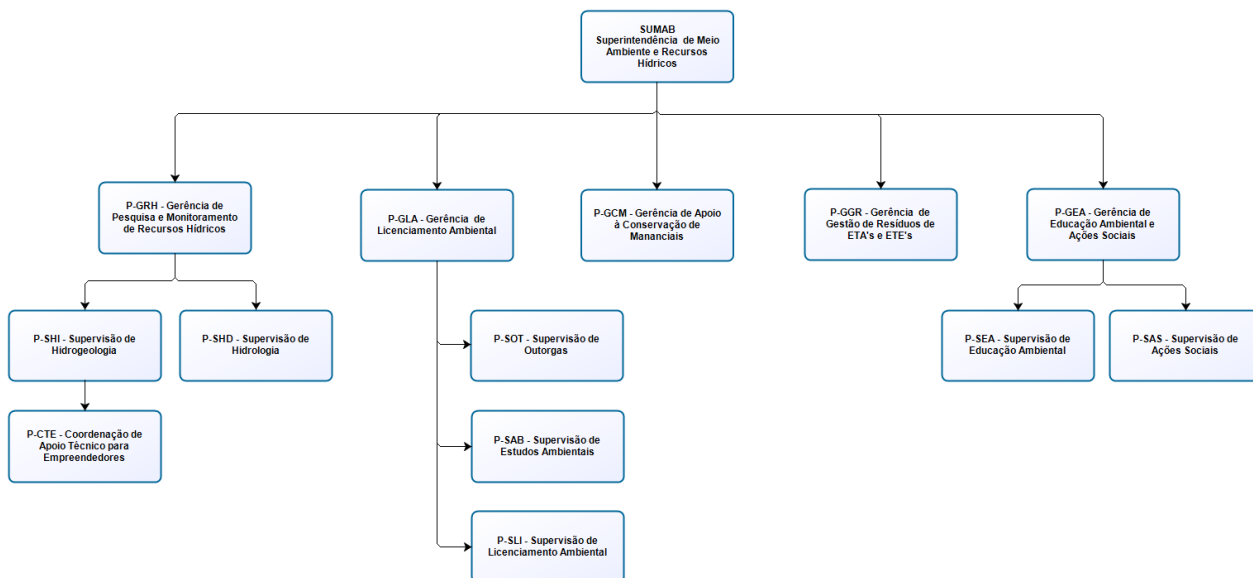 SUMAB
Superintendência de Meio
Ambiente e Recursos
Hídricos
P-GRH - Gerência de
Pesquisa e Monitoramento
de Recursos Hídricos
P-GLA - Gerência de
Licenciamento Ambiental
P-GCM - Gerência de Apoio
à Conservação de
Mananciais
P-GGR - Gerência de
Gestão de Resíduos de
ETA's e ETE's
P-GEA - Gerência de
Educação Ambiental e
Ações Sociais
P-SHI - Supervisão de
Hidrogeologia
P-SHD - Supervisão de
Hidrologia
P-SOT - Supervisão de
Outorgas
P-SEA - Supervisão de
Educação Ambiental
P-SAS - Supervisão de
Ações Sociais
P-CTE - Coordenação de
Apoio Técnico para
Empreendedores
P-SAB - Supervisão de
Estudos Ambientais
P-SLI - Supervisão de
Licenciamento Ambiental